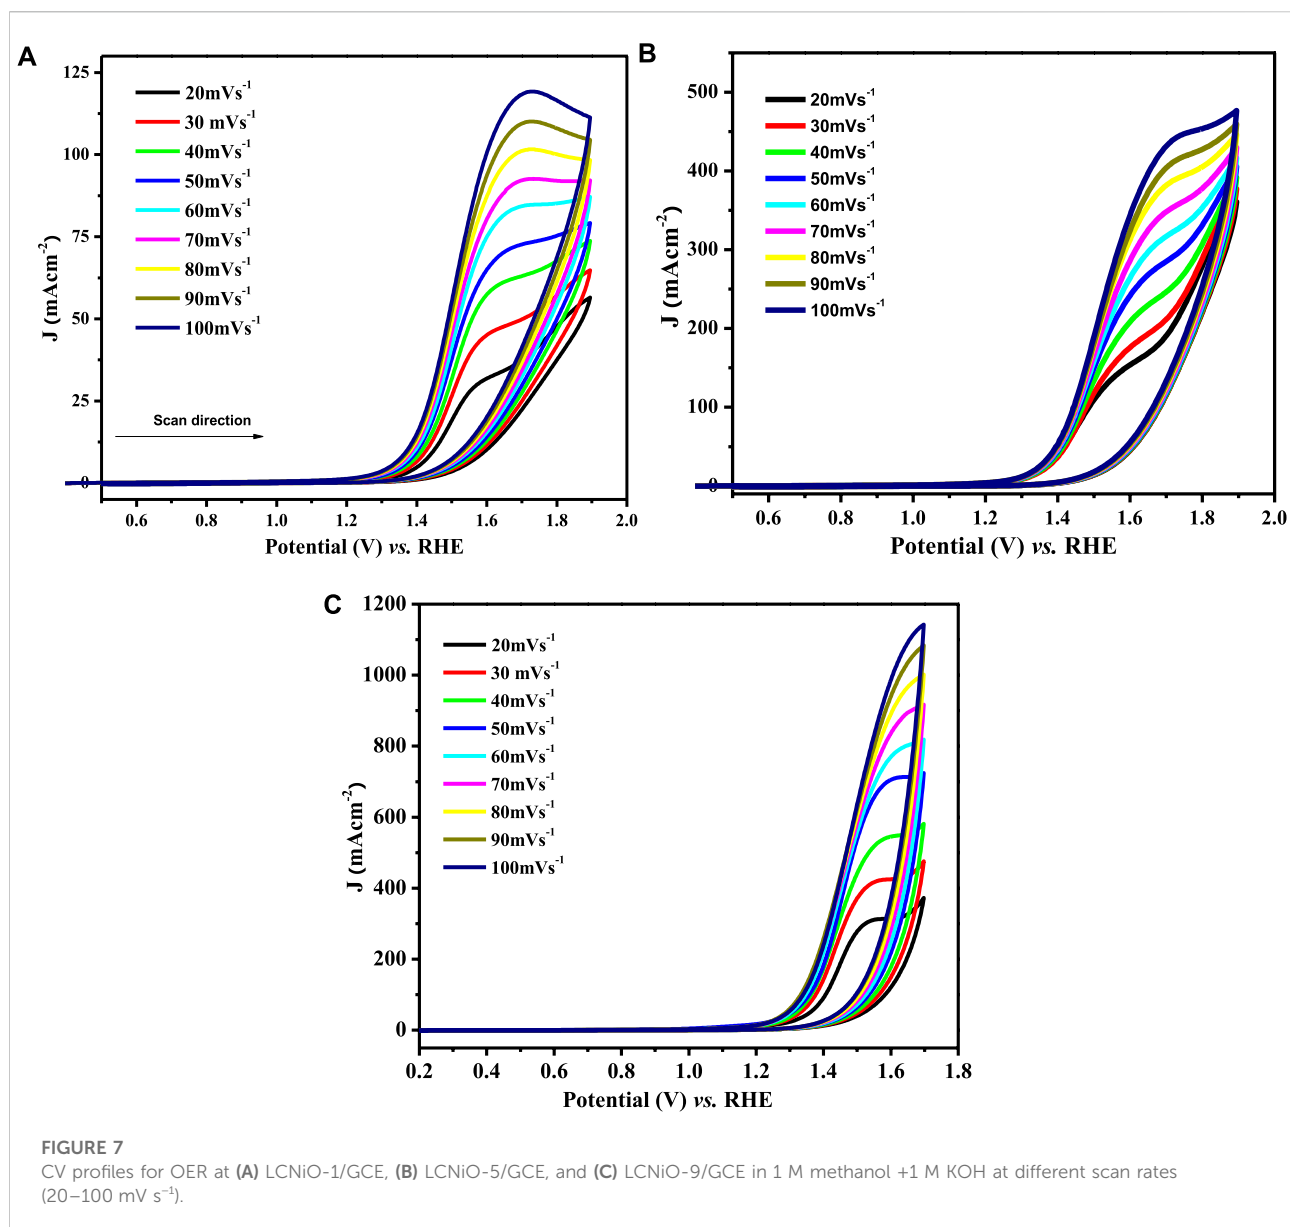 A
125
100
75
50
25
0
J (mAcm-2)
20mVs-1
30 mVs-1
40mVs-1
50mVs-1
60mVs-1
70mVs-1
80mVs-1
90mVs-1
100mVs-1
Scan direction
0.6 0.8 1.0 1.2 1.4 1.6 1.8 2.0
Potential (V) vs. RHE
B
500
400
300
200
100
0
J (mAcm-2)
20mVs-1
30mVs-1
40mVs-1
50mVs-1
60mVs-1
70mVs-1
80mVs-1
90mVs-1
100mVs-1
0.6 0.8 1.0 1.2 1.4 1.6 1.8 2.0
Potential (V) vs. RHE
C
1200
1000
800
600
400
200
0
J (mAcm-2)
20mVs-1
30 mVs-1
40mVs-1
50mVs-1
60mVs-1
70mVs-1
80mVs-1
90mVs-1
100mVs-1
0.2 0.4 0.6 0.8 1.0 1.2 1.4 1.6 1.8
Potential (V) vs. RHE
FIGURE 7
CV profiles for OER at (A) LCNiO-1/GCE, (B) LCNiO-5/GCE, and (C) LCNiO-9/GCE in 1 M methanol +1 M KOH at different scan rates
(20–100 mV s−1).